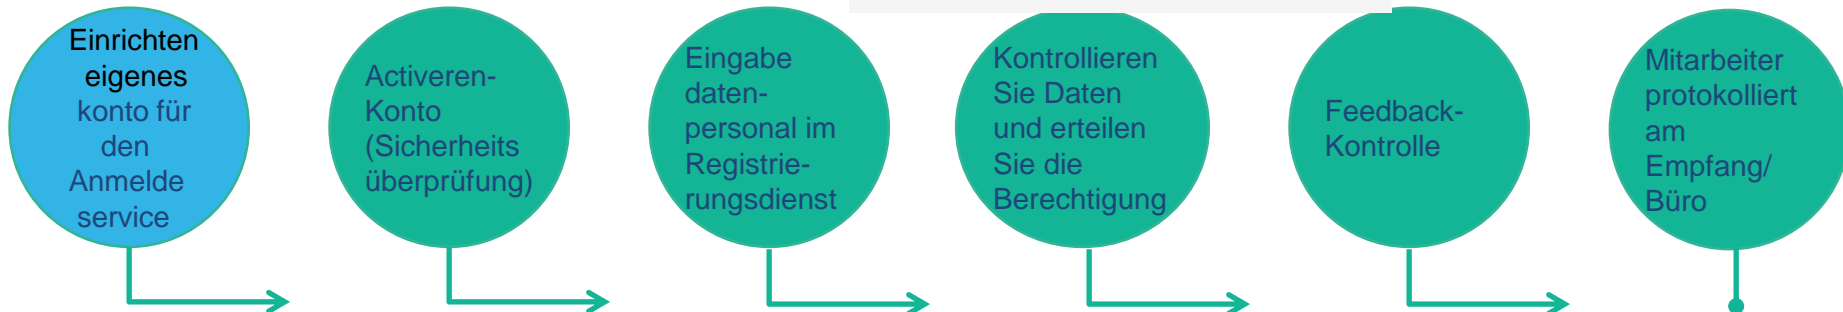 Einrichten
eigenes
konto für
den
Anmelde
service
Activeren-
Konto
(Sicherheits
überprüfung)
Eingabe
daten-
personal im
Registrie-
rungsdienst
Kontrollieren
Sie Daten
und erteilen
Sie die
Berechtigung
Feedback-
Kontrolle
Mitarbeiter
protokolliert
am
Empfang/
Büro